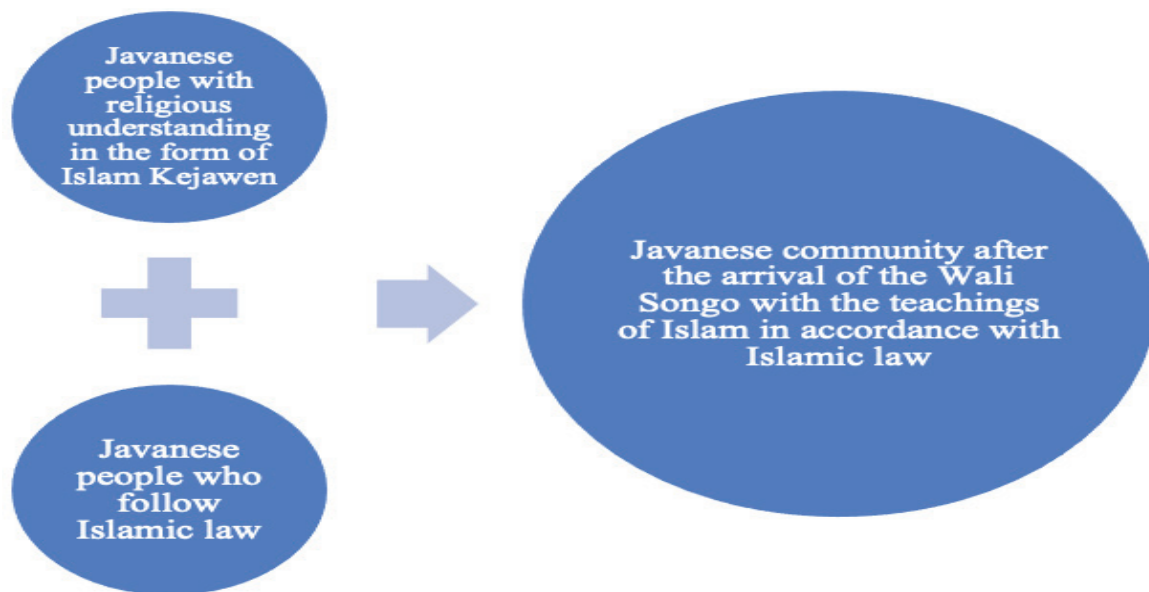 Javanese
people with
religious
understanding
in the form of
Islam Kejawen
Javanese
people who
follow
Islamic law
Javanese community after
the arrival of the Wali
Songo with the teachings
of Islam in accordance with
Islamic law